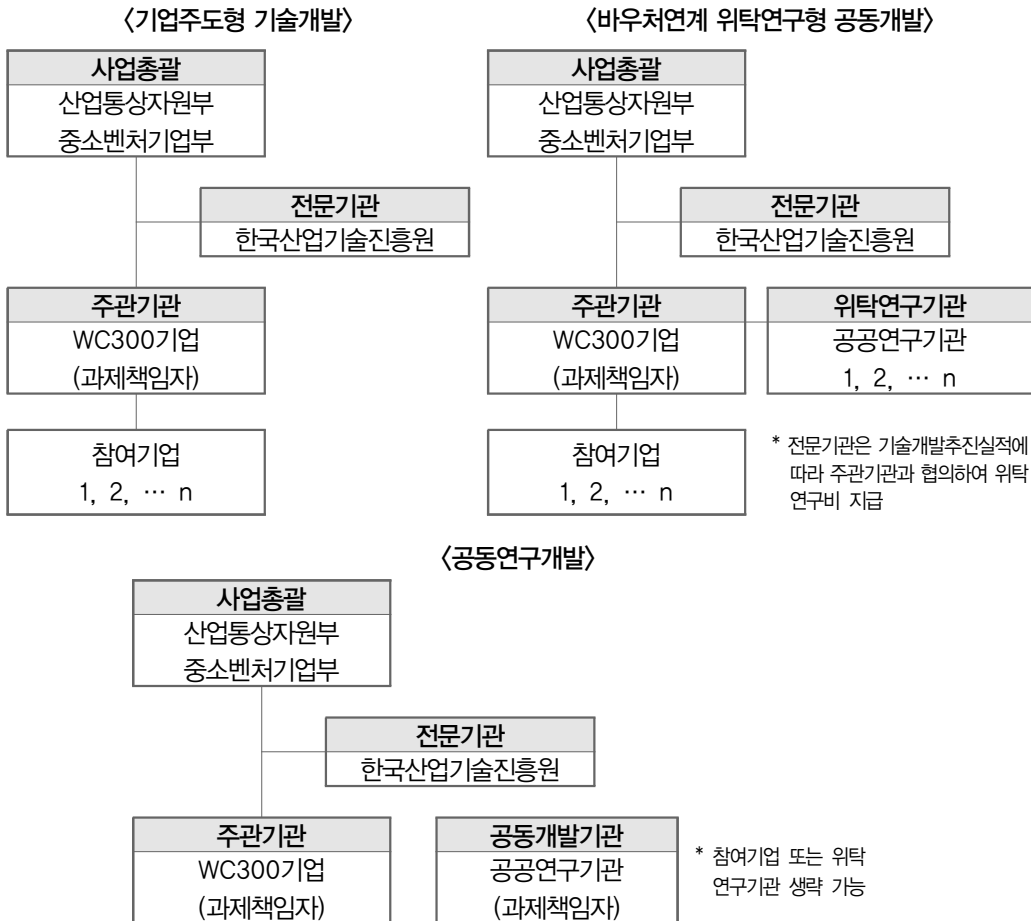 〈기업주도형 기술개발〉
사업총괄
산업통상자원부
중소벤처기업부
전문기관
한국산업기술진흥원
주관기관
WC300기업
(과제책임자)
참여기업
1, 2, … n
〈바우처연계 위탁연구형 공동개발〉
사업총괄
산업통상자원부
중소벤처기업부
전문기관
한국산업기술진흥원
주관기관
WC300기업
(과제책임자)
위탁연구기관
공공연구기관
1, 2, … n
참여기업
1, 2, … n
* 전문기관은 기술개발추진실적에
따라 주관기관과 협의하여 위탁
연구비 지급
〈공동연구개발〉
사업총괄
산업통상자원부
중소벤처기업부
전문기관
한국산업기술진흥원
주관기관
WC300기업
(과제책임자)
공동개발기관
공공연구기관
(과제책임자)
* 참여기업 또는 위탁
연구기관 생략 가능